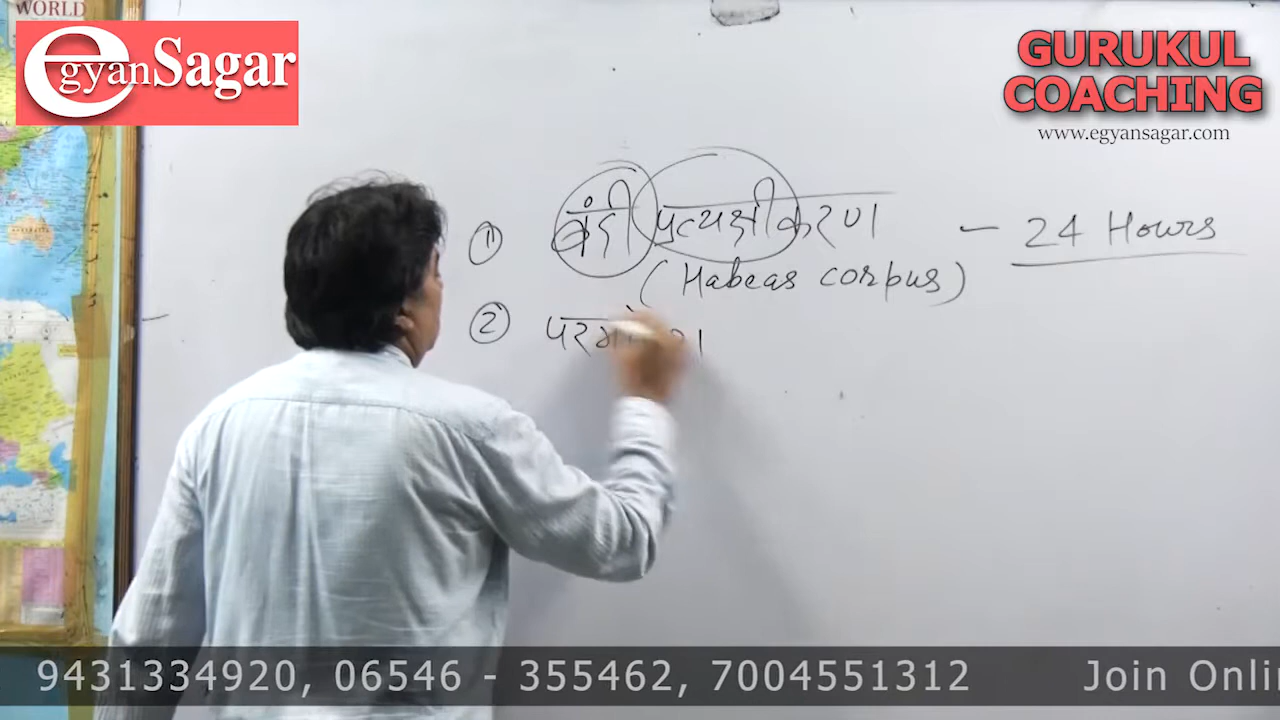 WORLD
egyanSagar
GURUKUL
COACHING
www.egyansagar.com
1 बंदी प्रत्यक्षीकरण - 24 Hours
(Habeas corpus)
2
9431334920, 06546 - 355462, 7004551312 Join Onli